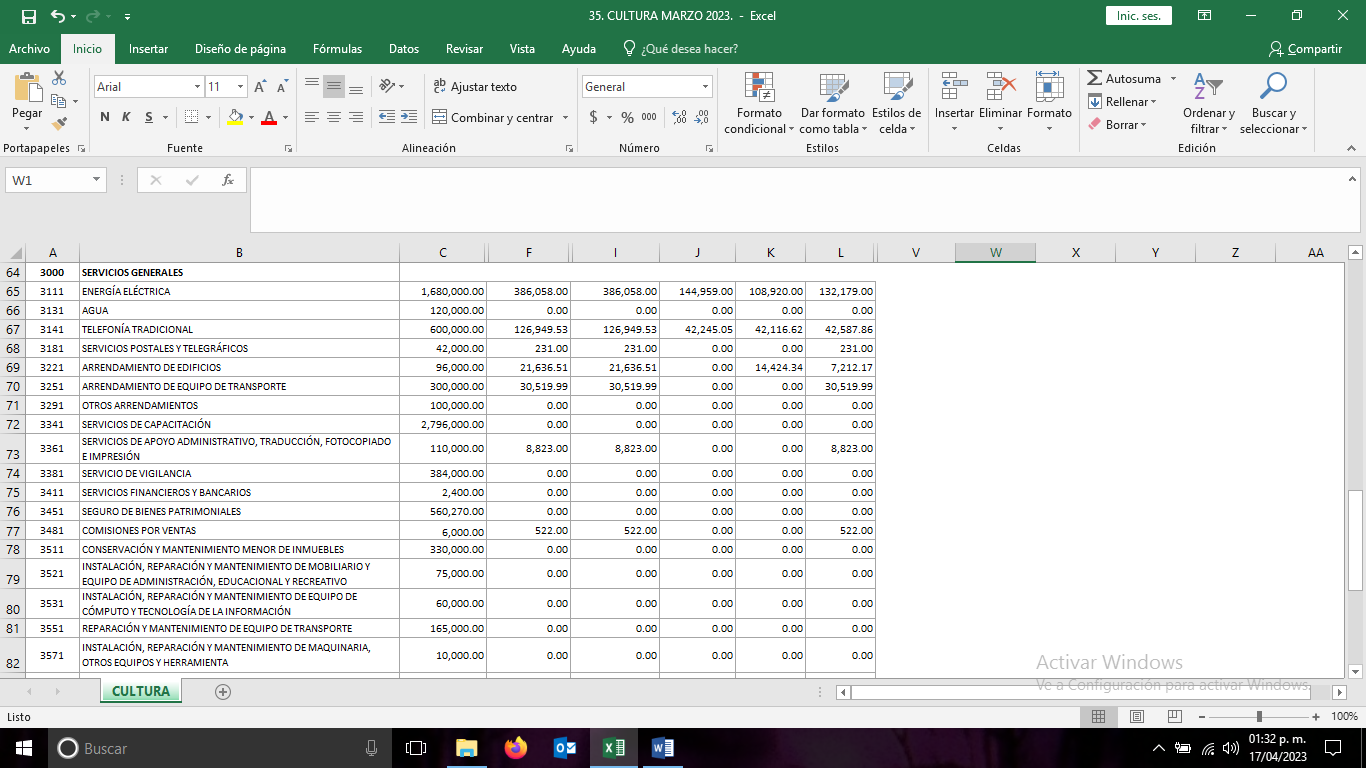 35. CULTURA MARZO 2023. - Excel
Inic. ses.
Archivo Inicio Insertar Diseño de página Fórmulas Datos Revisar Vista Ayuda ¿Qué desea hacer? Compartir
Pegar
Arial 11
N K S
Ajustar texto
Combinar y centrar
General
$ % 000
Formato condicional
Dar formato como tabla
Estilos de celda
Insertar Eliminar Formato
Autosuma
Rellenar
Borrar
Ordenar y filtrar
Buscar y seleccionar
Portapapeles Fuente Alineación Número Estilos Celdas Edición
W1 fx
A B C F I J K L V W X Y Z AA
64 3000 SERVICIOS GENERALES
65 3111 ENERGÍA ELÉCTRICA 1,680,000.00 386,058.00 386,058.00 144,959.00 108,920.00 132,179.00
66 3131 AGUA 120,000.00 0.00 0.00 0.00 0.00 0.00
67 3141 TELEFONÍA TRADICIONAL 600,000.00 126,949.53 126,949.53 42,245.05 42,116.62 42,587.86
68 3181 SERVICIOS POSTALES Y TELEGRÁFICOS 42,000.00 231.00 231.00 0.00 0.00 231.00
69 3221 ARRENDAMIENTO DE EDIFICIOS 96,000.00 21,636.51 21,636.51 0.00 14,424.34 7,212.17
70 3251 ARRENDAMIENTO DE EQUIPO DE TRANSPORTE 300,000.00 30,519.99 30,519.99 0.00 0.00 30,519.99
71 3291 OTROS ARRENDAMIENTOS 100,000.00 0.00 0.00 0.00 0.00 0.00
72 3341 SERVICIOS DE CAPACITACIÓN 2,796,000.00 0.00 0.00 0.00 0.00 0.00
73 3361 SERVICIOS DE APOYO ADMINISTRATIVO, TRADUCCIÓN, FOTOCOPIADO
E IMPRESIÓN 110,000.00 8,823.00 8,823.00 0.00 0.00 8,823.00
74 3381 SERVICIO DE VIGILANCIA 384,000.00 0.00 0.00 0.00 0.00 0.00
75 3411 SERVICIOS FINANCIEROS Y BANCARIOS 2,400.00 0.00 0.00 0.00 0.00 0.00
76 3451 SEGURO DE BIENES PATRIMONIALES 560,270.00 0.00 0.00 0.00 0.00 0.00
77 3481 COMISIONES POR VENTAS 6,000.00 522.00 522.00 0.00 0.00 522.00
78 3511 CONSERVACIÓN Y MANTENIMIENTO MENOR DE INMUEBLES 330,000.00 0.00 0.00 0.00 0.00 0.00
79 3521 INSTALACIÓN, REPARACIÓN Y MANTENIMIENTO DE MOBILIARIO Y
EQUIPO DE ADMINISTRACIÓN, EDUCACIONAL Y RECREATIVO 75,000.00 0.00 0.00 0.00 0.00 0.00
80 3531 INSTALACIÓN, REPARACIÓN Y MANTENIMIENTO DE EQUIPO DE
CÓMPUTO Y TECNOLOGÍA DE LA INFORMACIÓN 60,000.00 0.00 0.00 0.00 0.00 0.00
81 3551 REPARACIÓN Y MANTENIMIENTO DE EQUIPO DE TRANSPORTE 165,000.00 0.00 0.00 0.00 0.00 0.00
82 3571 INSTALACIÓN, REPARACIÓN Y MANTENIMIENTO DE MAQUINARIA,
OTROS EQUIPOS Y HERRAMIENTA 10,000.00 0.00 0.00 0.00 0.00 0.00
Activar Windows
Ve a Configuración para activar Windows.
CULTURA
Listo 100%
Buscar
01:32 p. m.
17/04/2023